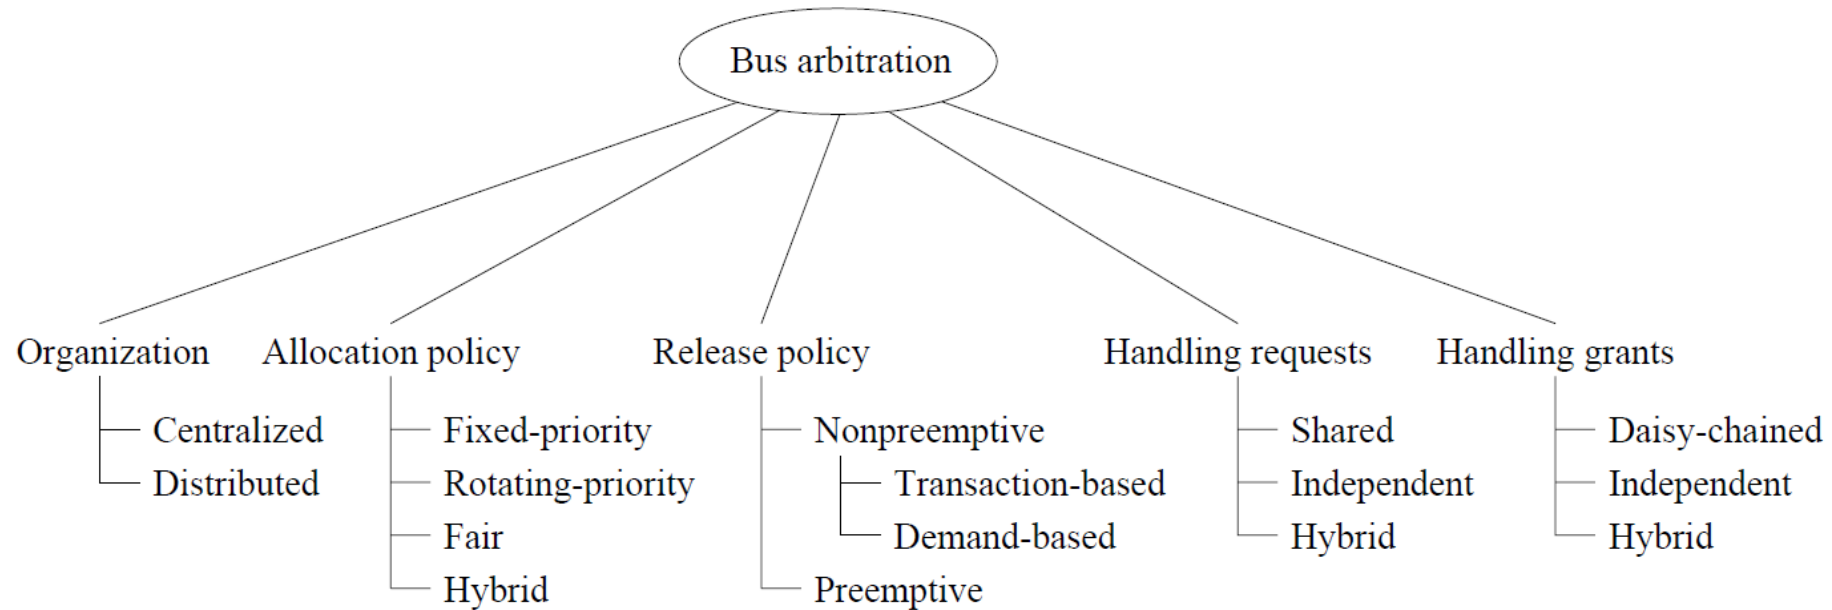 Bus arbitration
Organization
Centralized
Distributed
Allocation policy
Fixed-priority
Rotating-priority
Fair
Hybrid
Release policy
Nonpreemptive
Transaction-based
Demand-based
Preemptive
Handling requests
Shared
Independent
Hybrid
Handling grants
Daisy-chained
Independent
Hybrid